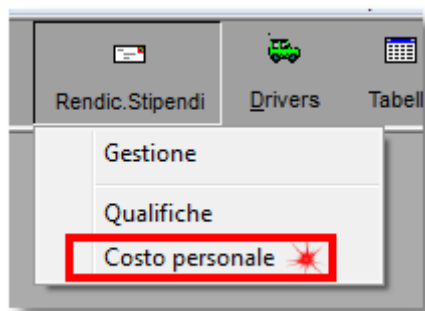 Rendic.Stipendi Drivers Tabell
Gestione
Qualifiche
Costo personale